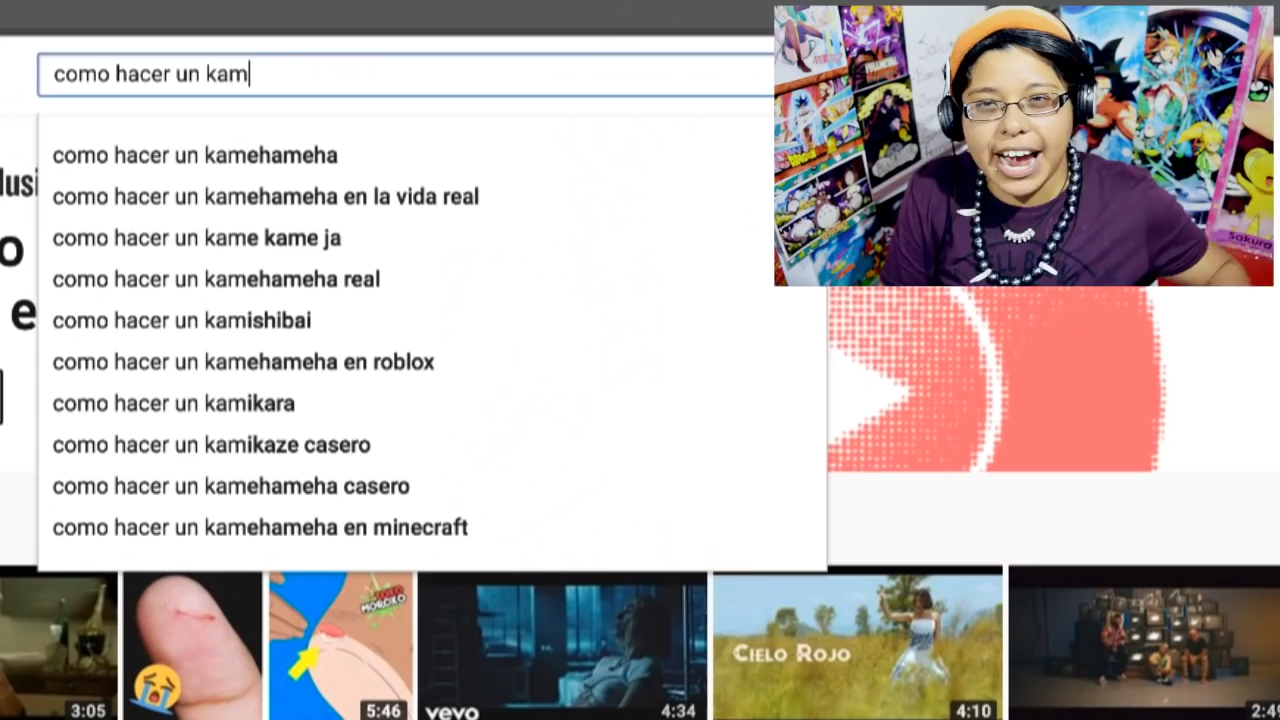 como hacer un kam
como hacer un kamehameha
como hacer un kamehameha en la vida real
como hacer un kame kame ja
como hacer un kamehameha real
como hacer un kamishibai
como hacer un kamehameha en roblox
como hacer un kamikara
como hacer un kamikaze casero
como hacer un kamehameha casero
como hacer un kamehameha en minecraft
lusi
o
e
sakura
MOROKO
CIELO ROJO
3:05
5:46
vevo
4:34
4:10